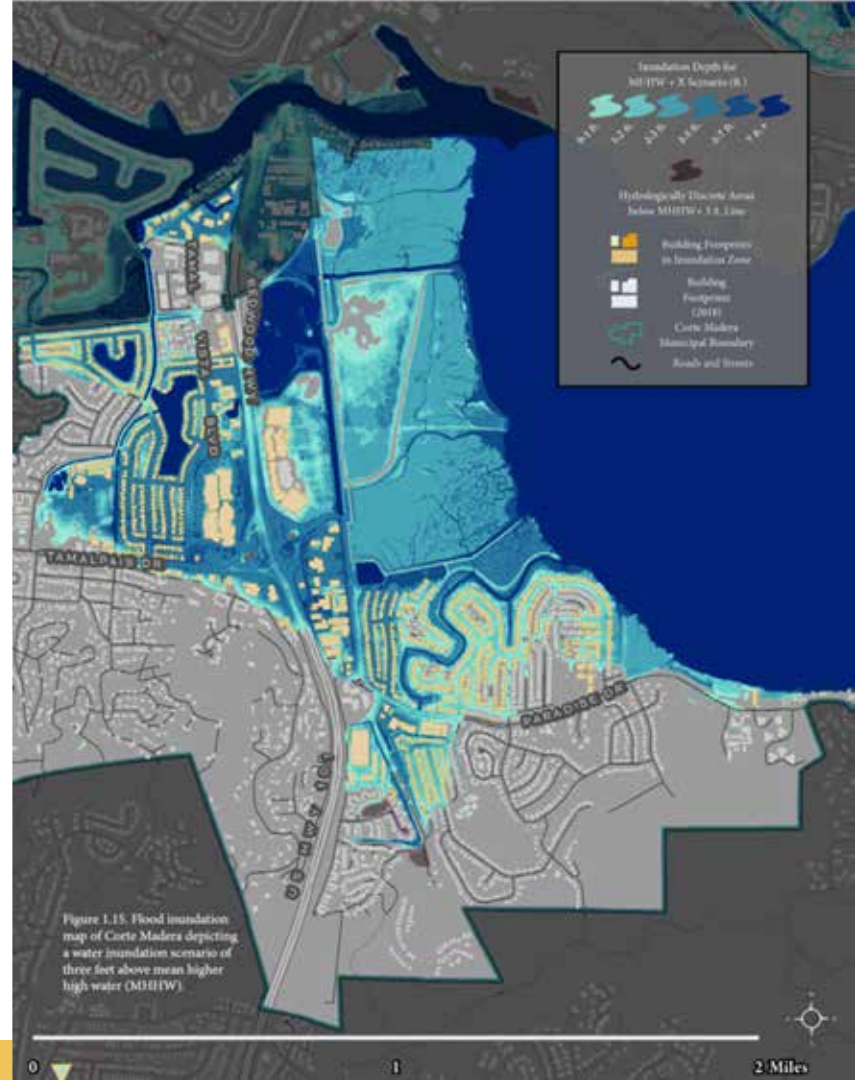 Inundation Depth for
MHHW + X Scenario (ft.)
Hydrologically Discrete Areas
below MHHW+ 3 ft. Line
Building Footprints
in Inundation Zone
Building
Footprints
(2018)
Corte Madera
Municipal Boundary
Roads and Streets
TAMAL
VISTA
BLVD
REDWOOD HWY
TAMALPAIS DR
PARADISE DR
US HWY 101
Figure 1.15. Flood inundation
map of Corte Madera depicting
a water inundation scenario of
three feet above mean higher
high water (MHHW)
0
1
2 Miles